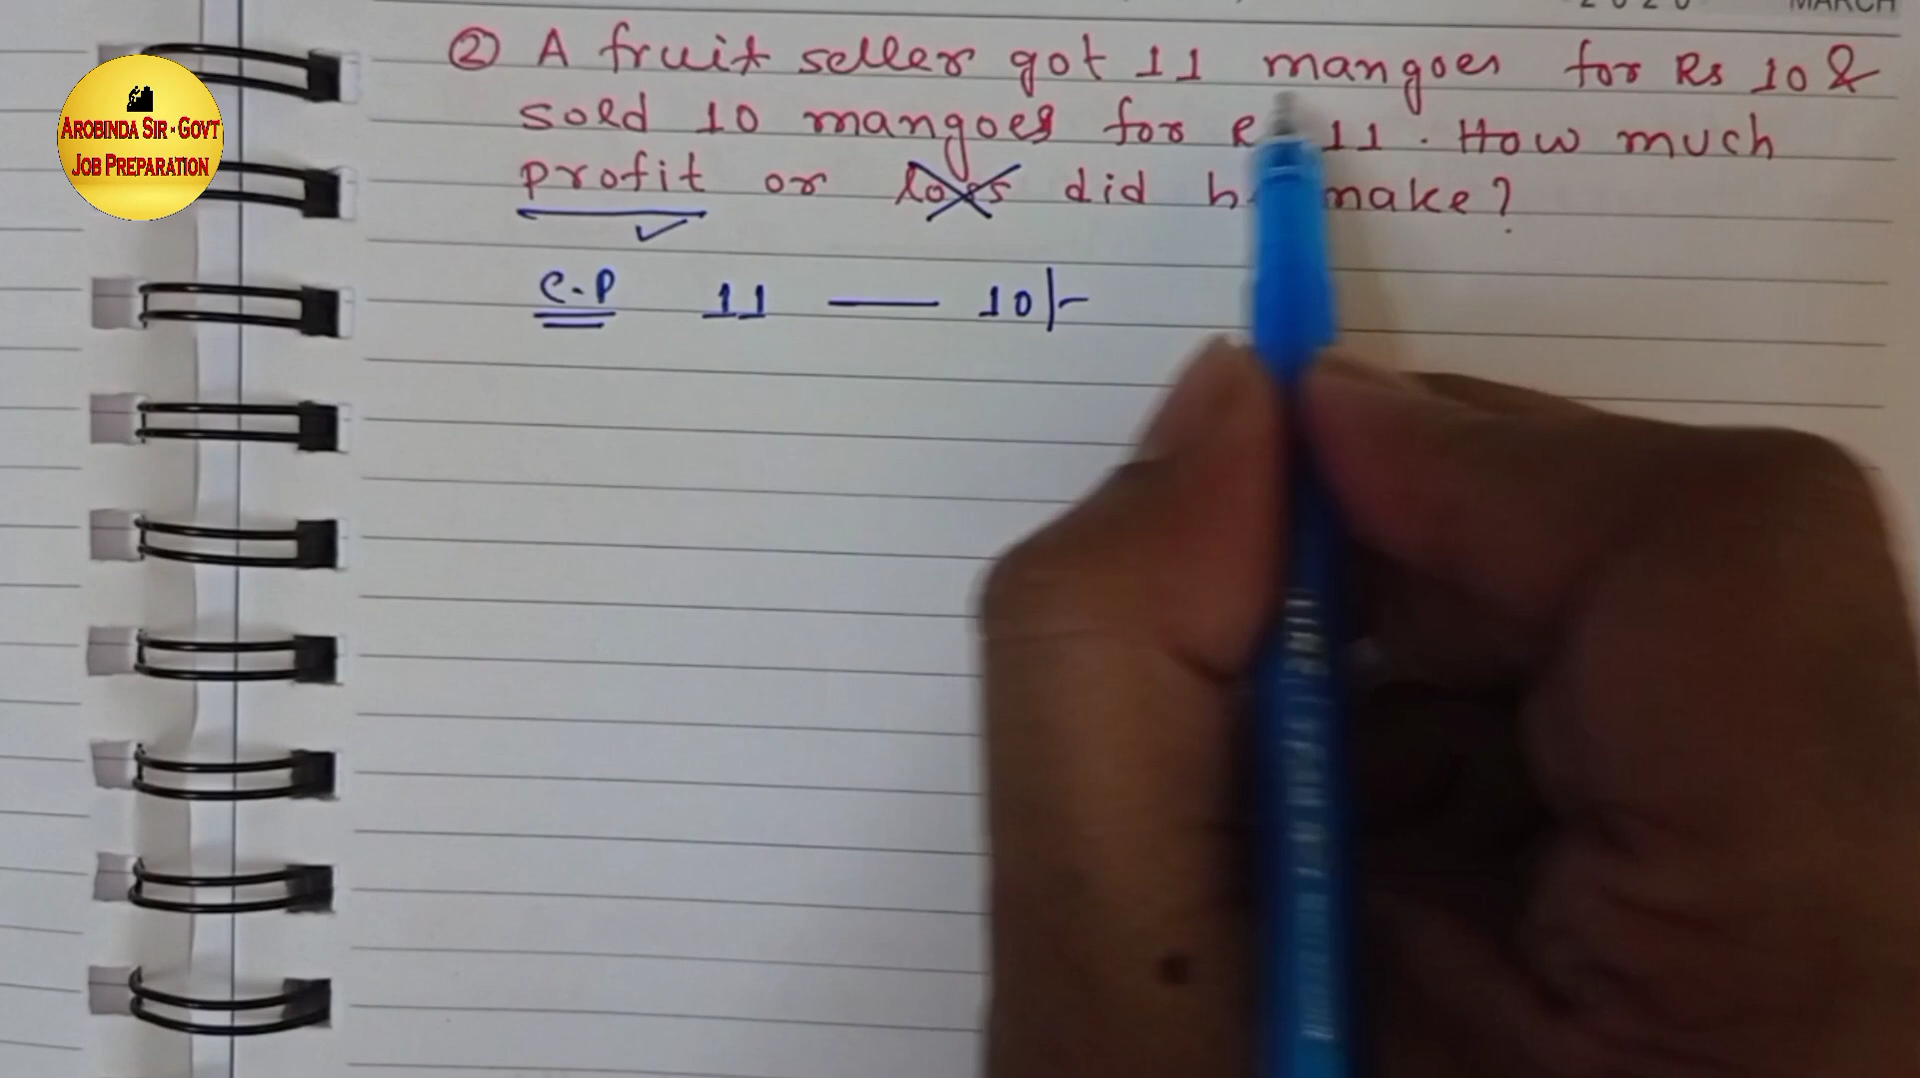 2020 MARCH
② A fruit seller got 11 mangoes for Rs 10 &
sold 10 mangoes for 11. How much
profit or loss did make?
C.P 11 — 10/-
AROBINDA SIR - GOVT
JOB PREPARATION